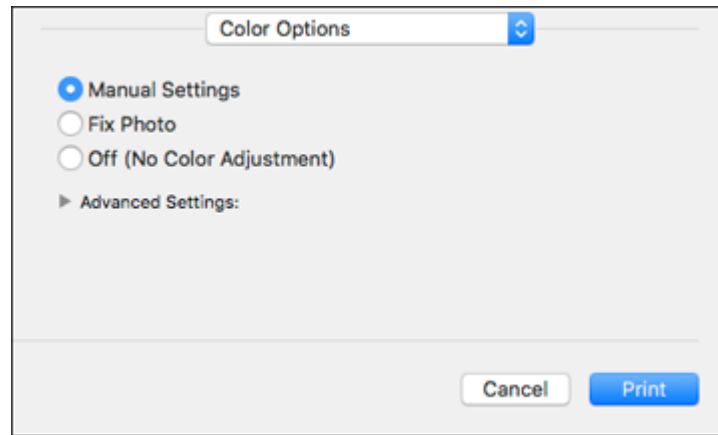 Color Options
Manual Settings
Fix Photo
Off (No Color Adjustment)
Advanced Settings:
Cancel Print